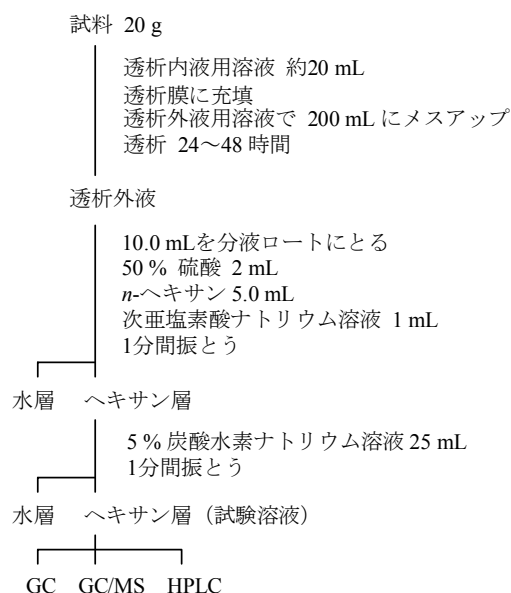 試料 20 g
透析内液用溶液 約20 mL
透析膜に充填
透析外液用溶液で 200 mL にメスアップ
透析 24～48 時間
透析外液
10.0 mLを分液ロートにとる
50 % 硫酸 2 mL
n-ヘキサン 5.0 mL
次亜塩素酸ナトリウム溶液 1 mL
1分間振とう
水層 ヘキサン層
5 % 炭酸水素ナトリウム溶液 25 mL
1分間振とう
水層 ヘキサン層（試験溶液）
GC GC/MS HPLC